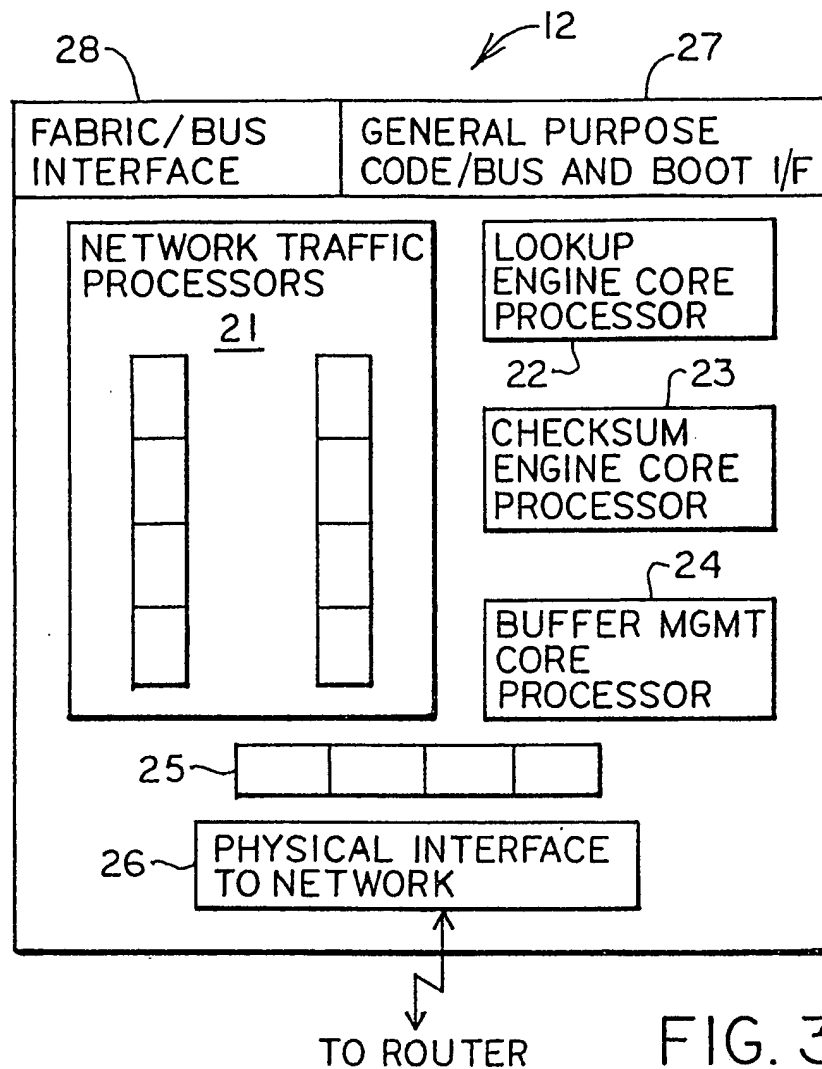 12
28
27
FABRIC/BUS
INTERFACE
GENERAL PURPOSE
CODE/BUS AND BOOT I/F
NETWORK TRAFFIC
PROCESSORS
21
LOOKUP
ENGINE CORE
PROCESSOR
22
23
CHECKSUM
ENGINE CORE
PROCESSOR
24
BUFFER MGMT
CORE
PROCESSOR
25
26
PHYSICAL INTERFACE
TO NETWORK
TO ROUTER
FIG. 3